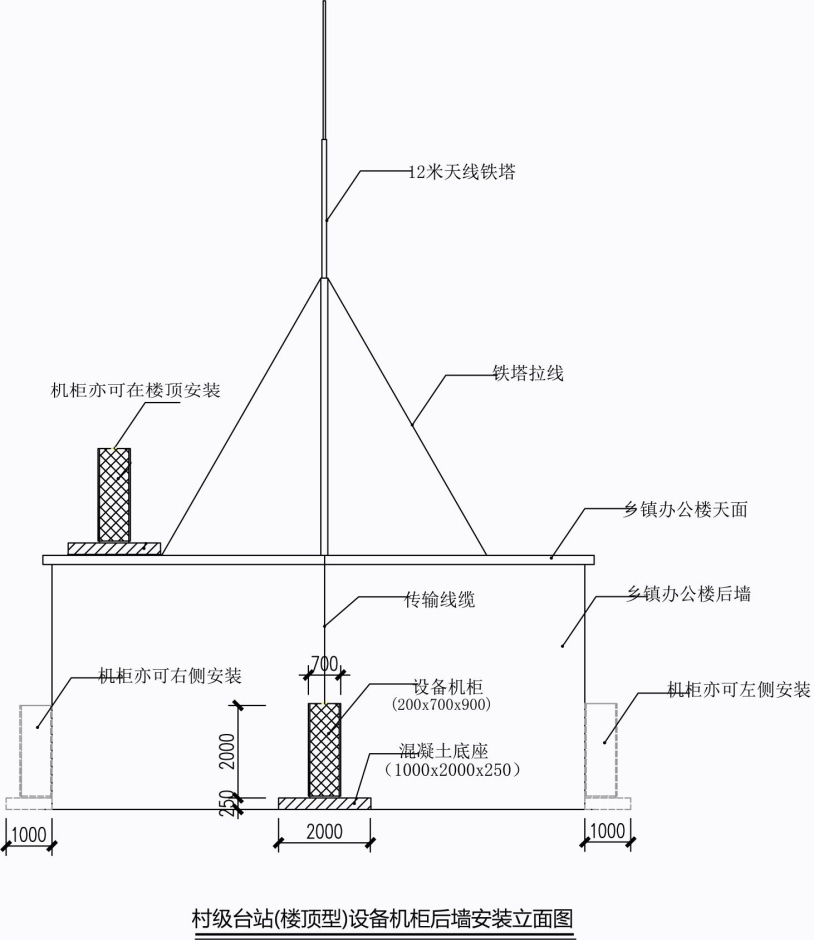 12米天线铁塔
铁塔拉线
机柜亦可在楼顶安装
乡镇办公楼天面
传输线缆
乡镇办公楼后墙
700
机柜亦可右侧安装
设备机柜
(200x700x900)
机柜亦可左侧安装
2000
混凝土底座
（1000x2000x250）
250
1000
2000
1000
村级台站(楼顶型)设备机柜后墙安装立面图